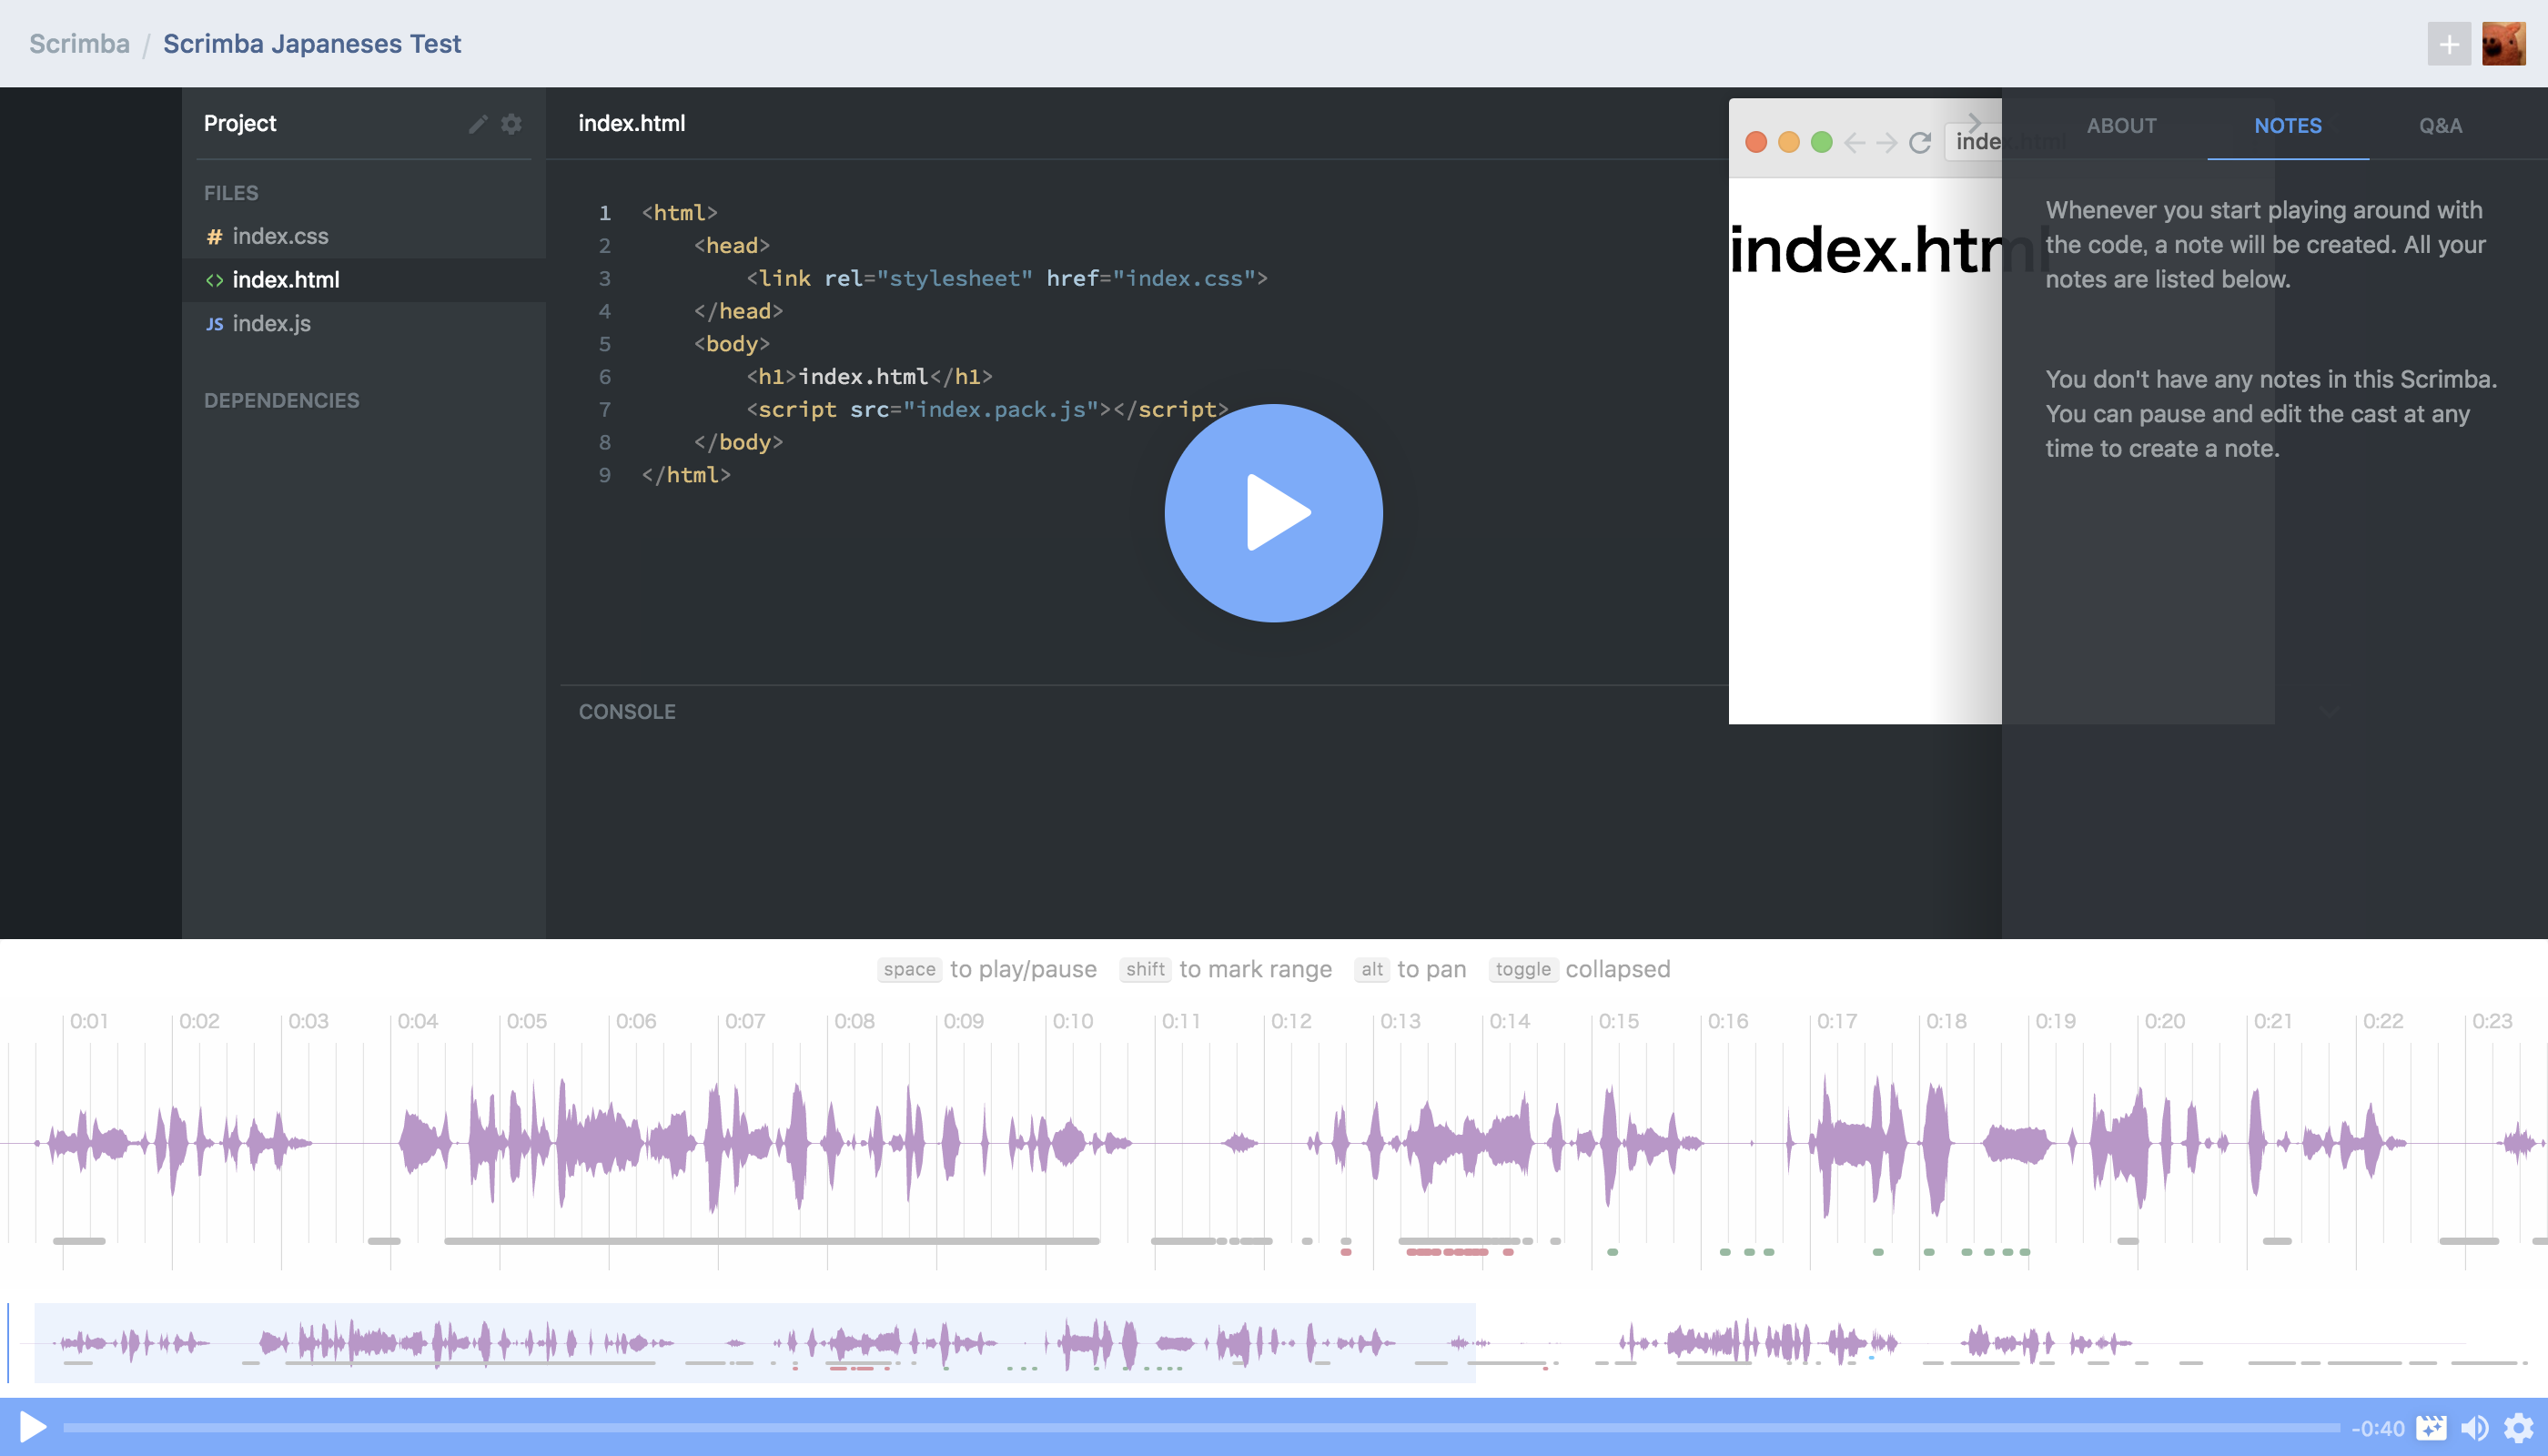 Scrimba / Scrimba Japaneses Test
Project
FILES
# index.css
<> index.html
JS index.js
DEPENDENCIES
index.html
1 <html>
2 <head>
3 <link rel="stylesheet" href="index.css">
4 </head>
5 <body>
6 <h1>index.html</h1>
7 <script src="index.pack.js"></script>
8 </body>
9 </html>
CONSOLE
index.html
index.html
ABOUT NOTES Q&A
Whenever you start playing around with
the code, a note will be created. All your
notes are listed below.
You don't have any notes in this Scrimba.
You can pause and edit the cast at any
time to create a note.
space to play/pause shift to mark range alt to pan toggle collapsed
0:01 0:02 0:03 0:04 0:05 0:06 0:07 0:08 0:09 0:10 0:11 0:12 0:13 0:14 0:15 0:16 0:17 0:18 0:19 0:20 0:21 0:22 0:23
-0:40